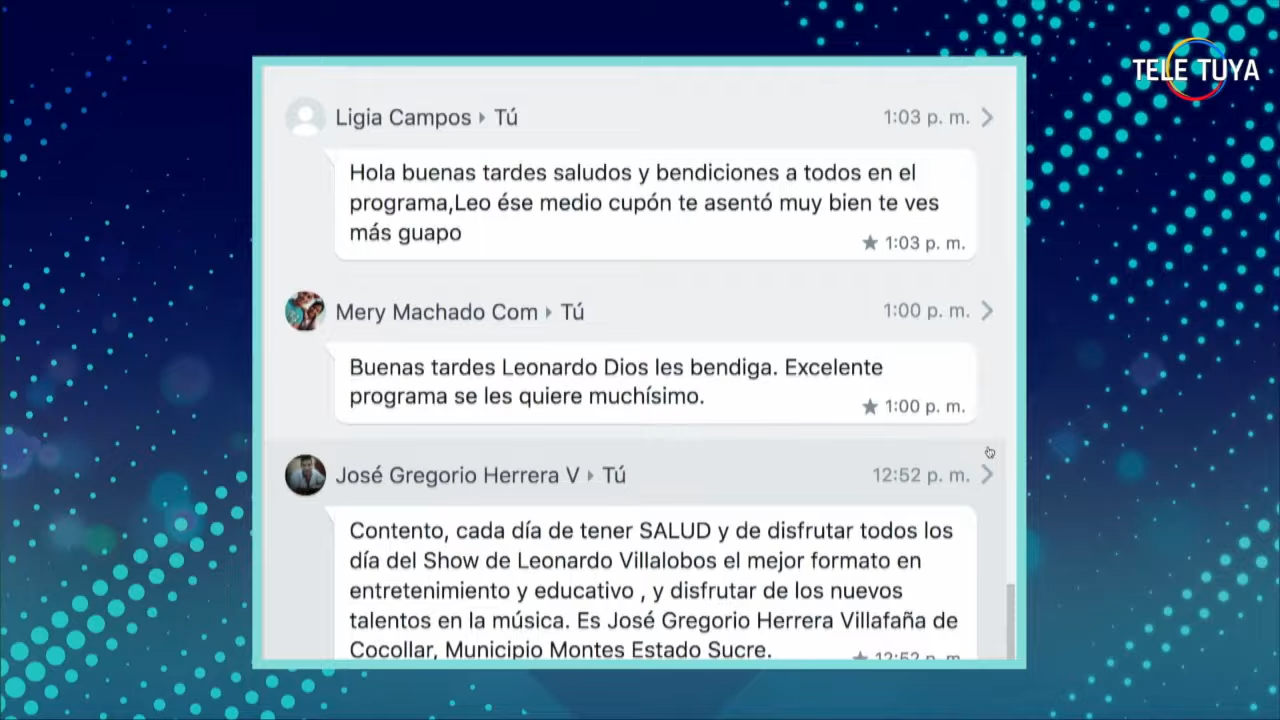 TELE TUYA
Ligia Campos ▸ Tú
1:03 p. m.
Hola buenas tardes saludos y bendiciones a todos en el
programa,Leo ése medio cupón te asentó muy bien te ves
más guapo
★ 1:03 p. m.
Mery Machado Com ▸ Tú
1:00 p. m.
Buenas tardes Leonardo Dios les bendiga. Excelente
programa se les quiere muchísimo.
★ 1:00 p. m.
José Gregorio Herrera V ▸ Tú
12:52 p. m.
Contento, cada día de tener SALUD y de disfrutar todos los
día del Show de Leonardo Villalobos el mejor formato en
entretenimiento y educativo , y disfrutar de los nuevos
talentos en la música. Es José Gregorio Herrera Villafaña de
Cocollar, Municipio Montes Estado Sucre.
★ 12:52 p. m.